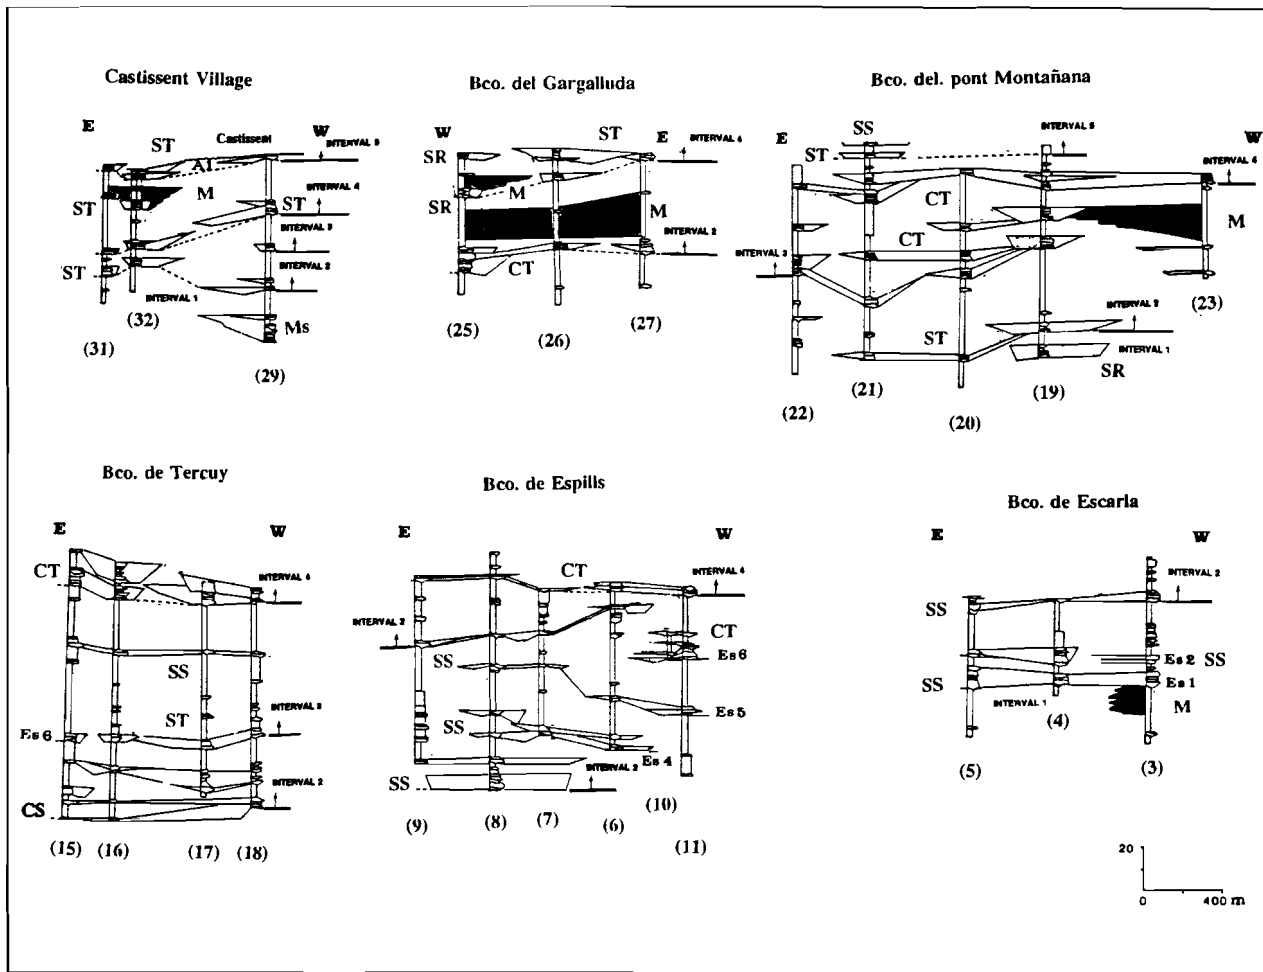 Castissent Village
E
ST
Castissent
W
INTERVAL 5
A1
M
INTERVAL 4
ST
ST
INTERVAL 3
ST
INTERVAL 2
INTERVAL 1
Ms
(31)
(32)
(29)
Bco. del Gargalluda
W
ST
E
INTERVAL 4
SR
M
SR
M
INTERVAL 2
CT
(25)
(26)
(27)
Bco. del. pont Montañana
E
SS
W
INTERVAL 5
ST
INTERVAL 4
CT
M
CT
INTERVAL 3
INTERVAL 2
ST
INTERVAL 1
SR
(23)
(22)
(21)
(20)
(19)
Bco. de Tercuy
E
W
CT
INTERVAL 4
SS
ST
INTERVAL 3
Es 6
INTERVAL 2
CS
(15)
(16)
(17)
(18)
Bco. de Espills
E
W
CT
INTERVAL 4
INTERVAL 2
CT
SS
Es 6
SS
Es 5
Es 4
SS
INTERVAL 2
(9)
(8)
(7)
(6)
(10)
(11)
Bco. de Escarla
E
W
INTERVAL 2
SS
Es 2
SS
SS
Es 1
INTERVAL 1
M
(4)
(5)
(3)
20
0
400 m